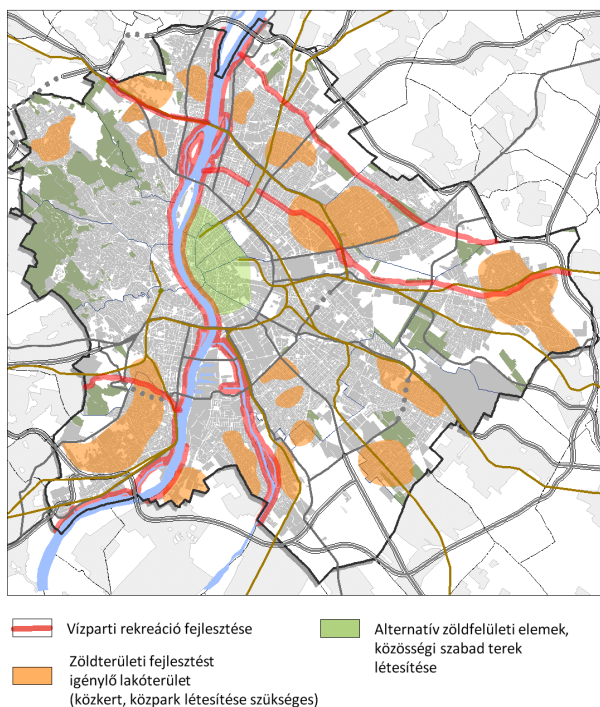 Vízparti rekreáció fejlesztése
Zöldterületi fejlesztést
igénylő lakóterület
(közkert, közpark létesítése szükséges)
Alternatív zöldfelületi elemek,
közösségi szabad terek
létesítése